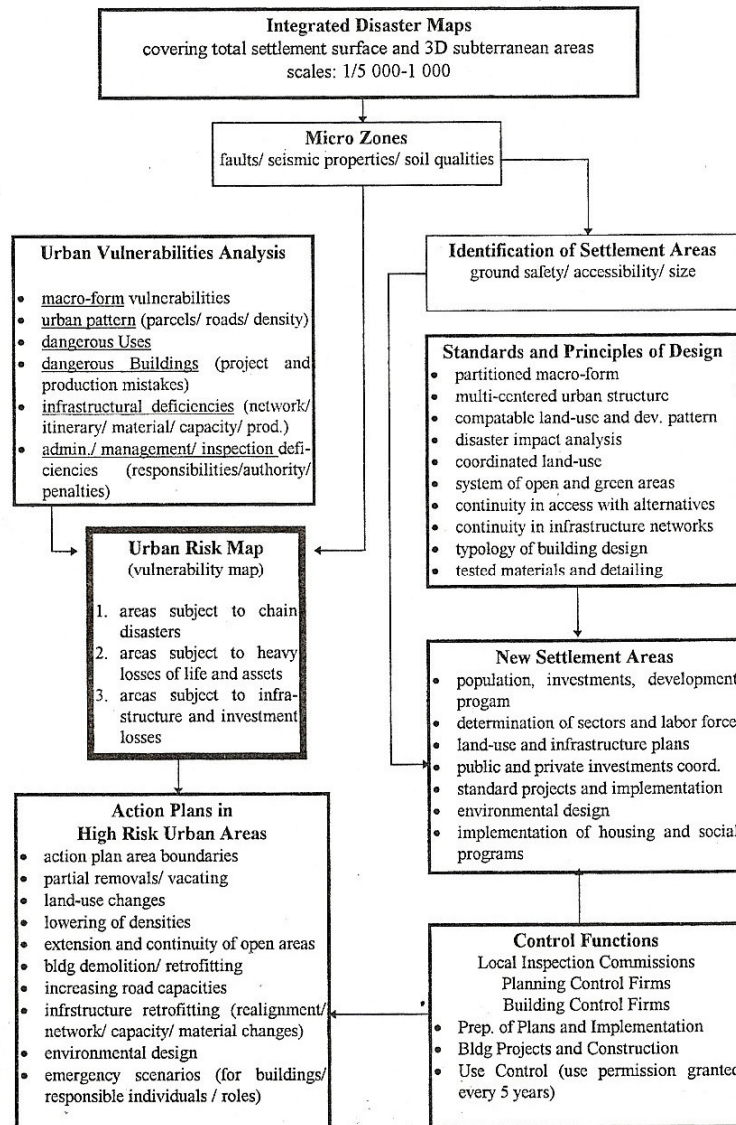 Integrated Disaster Maps
covering total settlement surface and 3D subterranean areas
scales: 1/5 000-1 000
Micro Zones
faults/ seismic properties/ soil qualities
Urban Vulnerabilities Analysis
• macro-form vulnerabilities
• urban pattern (parcels/ roads/ density)
• dangerous Uses
• dangerous Buildings (project and
production mistakes)
• infrastructural deficiencies (network/
itinerary/ material/ capacity/ prod.)
• admin./ management/ inspection defi-
ciencies (responsibilities/authority/
penalties)
Identification of Settlement Areas
ground safety/ accessibility/ size
Standards and Principles of Design
• partitioned macro-form
• multi-centered urban structure
• compatable land-use and dev. pattern
• disaster impact analysis
• coordinated land-use
• system of open and green areas
• continuity in access with alternatives
• continuity in infrastructure networks
• typology of building design
• tested materials and detailing
Urban Risk Map
(vulnerability map)
1. areas subject to chain
disasters
2. areas subject to heavy
losses of life and assets
3. areas subject to infra-
structure and investment
losses
New Settlement Areas
• population, investments, development
progam
• determination of sectors and labor force
• land-use and infrastructure plans
• public and private investments coord.
• standard projects and implementation
• environmental design
• implementation of housing and social
programs
Action Plans in
High Risk Urban Areas
• action plan area boundaries
• partial removals/ vacating
• land-use changes
• lowering of densities
• extension and continuity of open areas
• bldg demolition/ retrofitting
• increasing road capacities
• infrstructure retrofitting (realignment/
network/ capacity/ material changes)
• environmental design
• emergency scenarios (for buildings/
responsible individuals / roles)
Control Functions
Local Inspection Commissions
Planning Control Firms
Building Control Firms
• Prep. of Plans and Implementation
• Bldg Projects and Construction
• Use Control (use permission granted
every 5 years)